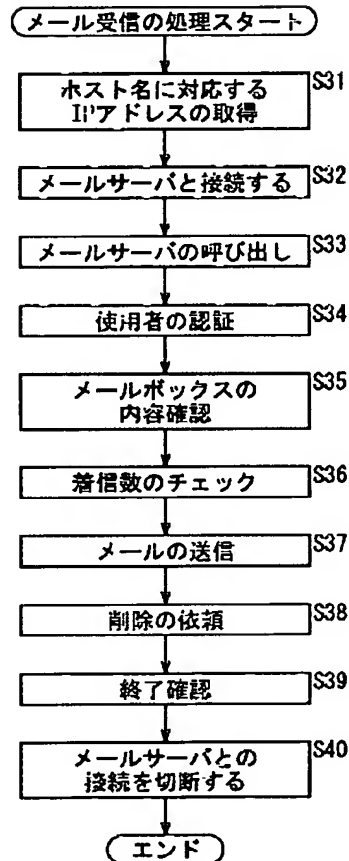 メール受信の処理スタート
ホスト名に対応する S31
IPアドレスの取得
メールサーバと接続する S32
メールサーバの呼び出し S33
使用者の認証 S34
メールボックスの S35
内容確認
着信数のチェック S36
メールの送信 S37
削除の依頼 S38
終了確認 S39
メールサーバとの S40
接続を切断する
エンド